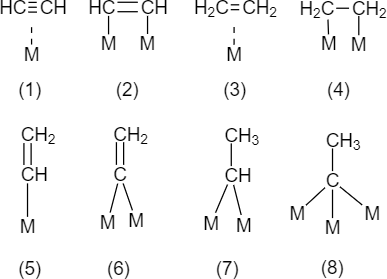 HC≡CH HC=CH H₂C=CH₂ H₂C-CH₂
M M M M M M
(1) (2) (3) (4)
CH₂ CH₂ CH₃ CH₃
CH C CH C
M M M M M M M M
(5) (6) (7) (8)